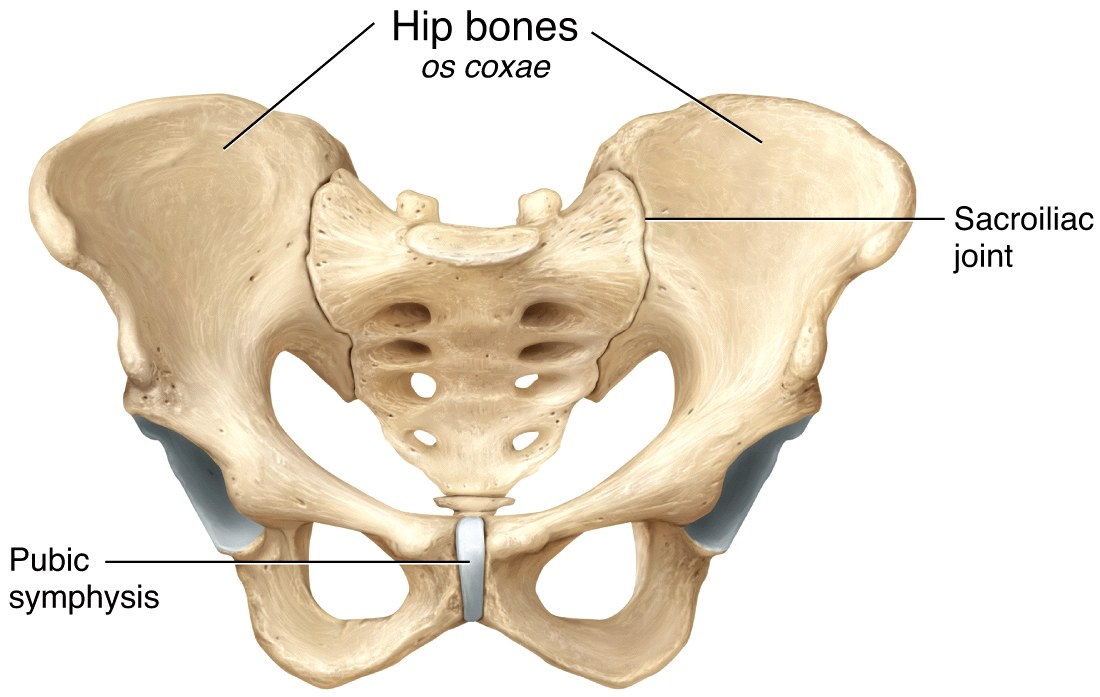 Hip bones
os coxae
Sacroiliac
joint
Pubic
symphysis